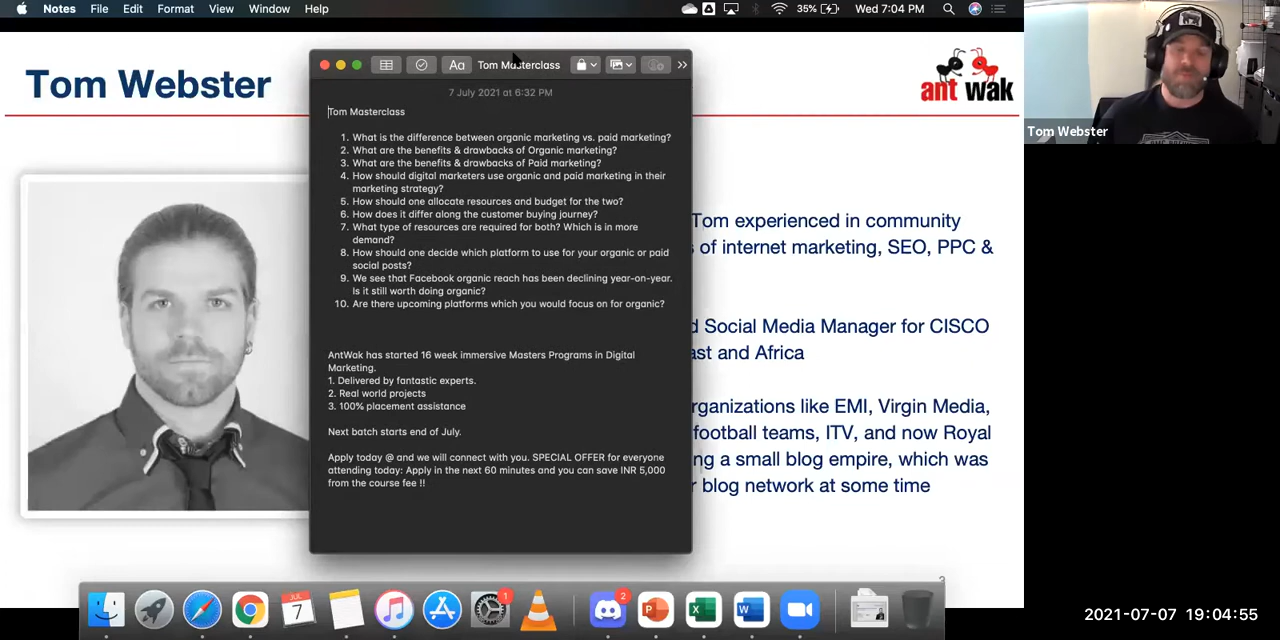 Notes File Edit Format View Window Help
35% Wed 7:04 PM
Tom Webster
ant wak
Tom Masterclass
7 July 2021 at 6:32 PM
Tom Masterclass
1. What is the difference between organic marketing vs. paid marketing?
2. What are the benefits & drawbacks of Organic marketing?
3. What are the benefits & drawbacks of Paid marketing?
4. How should digital marketers use organic and paid marketing in their
marketing strategy?
5. How should one allocate resources and budget for the two?
6. How does it differ along the customer buying journey?
7. What type of resources are required for both? Which is in more
demand?
8. How should one decide which platform to use for your organic or paid
social posts?
9. We see that Facebook organic reach has been declining year-on-year.
Is it still worth doing organic?
10. Are there upcoming platforms which you would focus on for organic?
AntWak has started 16 week immersive Masters Programs in Digital
Marketing.
1. Delivered by fantastic experts.
2. Real world projects
3. 100% placement assistance
Next batch starts end of July.
Apply today @ and we will connect with you. SPECIAL OFFER for everyone
attending today: Apply in the next 60 minutes and you can save INR 5,000
from the course fee !!
Tom experienced in community
s of internet marketing, SEO, PPC &
d Social Media Manager for CISCO
ast and Africa
rganizations like EMI, Virgin Media,
football teams, ITV, and now Royal
ng a small blog empire, which was
r blog network at some time
Tom Webster
JUL
7
1
2
2021-07-07 19:04:55